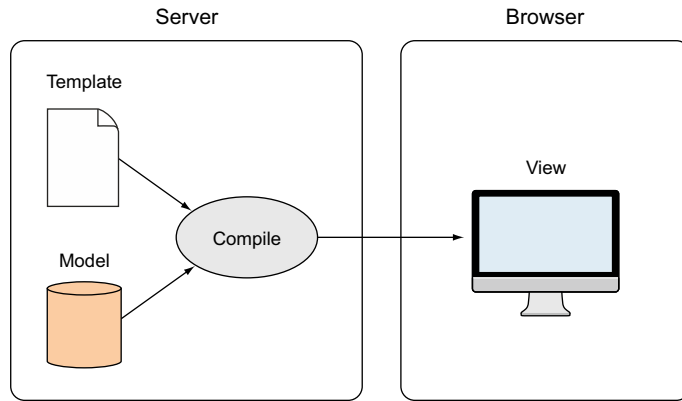 Server
Browser
Template
View
Compile
Model